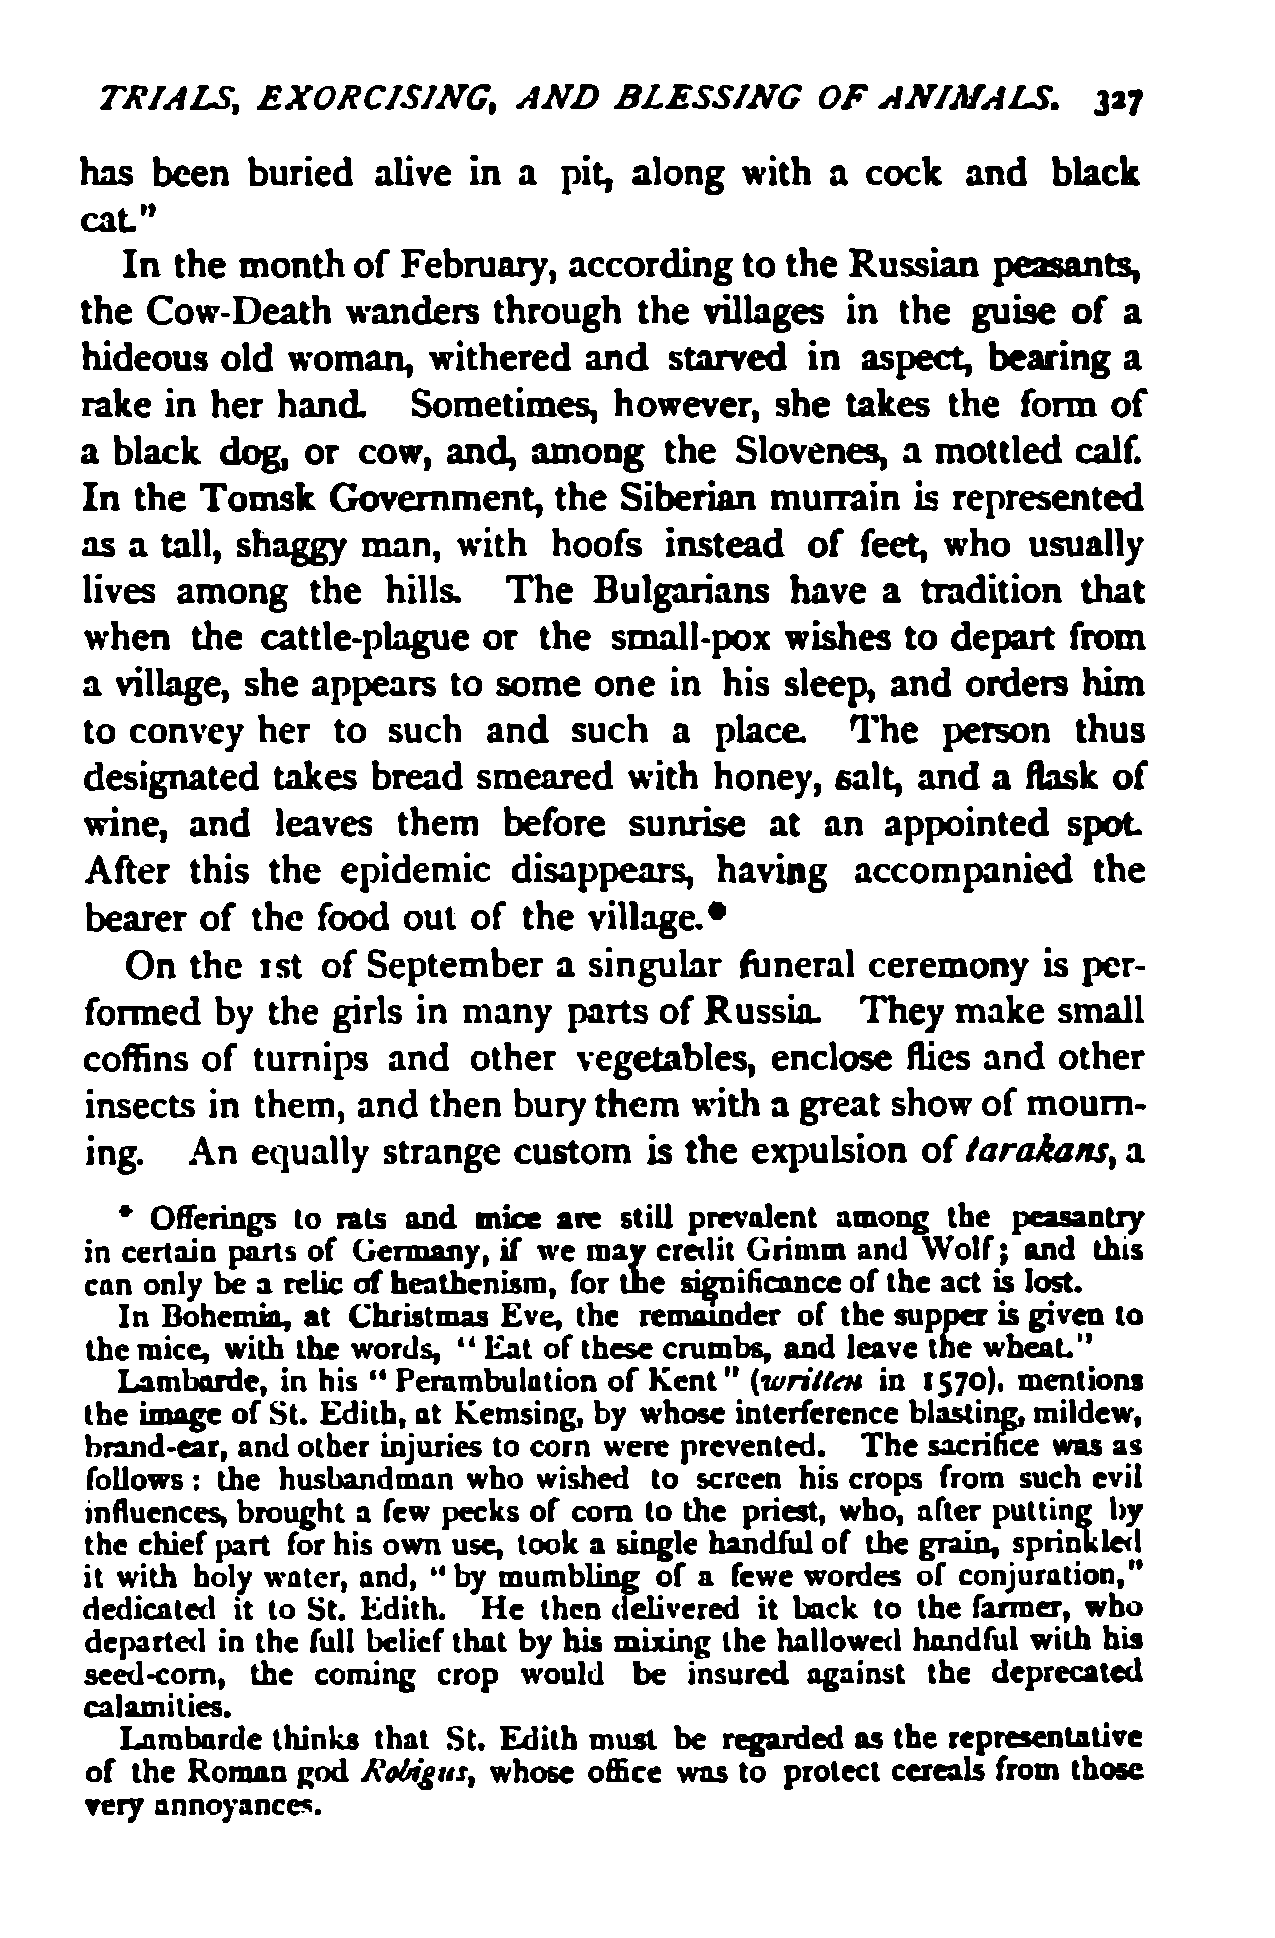 TRIALS, EXORCISING, AND BLESSING OF ANIMALS. 327
has been buried alive in a pit, along with a cock and black
cat."
In the month of February, according to the Russian peasants,
the Cow-Death wanders through the villages in the guise of a
hideous old woman, withered and starved in aspect, bearing a
rake in her hand. Sometimes, however, she takes the form of
a black dog, or cow, and, among the Slovenes, a mottled calf.
In the Tomsk Government, the Siberian murrain is represented
as a tall, shaggy man, with hoofs instead of feet, who usually
lives among the hills. The Bulgarians have a tradition that
when the cattle-plague or the small-pox wishes to depart from
a village, she appears to some one in his sleep, and orders him
to convey her to such and such a place. The person thus
designated takes bread smeared with honey, salt, and a flask of
wine, and leaves them before sunrise at an appointed spot.
After this the epidemic disappears, having accompanied the
bearer of the food out of the village.*
On the 1st of September a singular funeral ceremony is per-
formed by the girls in many parts of Russia. They make small
coffins of turnips and other vegetables, enclose flies and other
insects in them, and then bury them with a great show of mourn-
ing. An equally strange custom is the expulsion of tarakans, a
* Offerings to rats and mice are still prevalent among the peasantry
in certain parts of Germany, if we may credit Grimm and Wolf; and this
can only be a relic of heathenism, for the significance of the act is lost.
In Bohemia, at Christmas Eve, the remainder of the supper is given to
the mice, with the words, "Eat of these crumbs, and leave the wheat."
Lambarde, in his "Perambulation of Kent" (written in 1570), mentions
the image of St. Edith, at Kemsing, by whose interference blasting, mildew,
brand-ear, and other injuries to corn were prevented. The sacrifice was as
follows: the husbandman who wished to screen his crops from such evil
influences, brought a few pecks of corn to the priest, who, after putting by
the chief part for his own use, took a single handful of the grain, sprinkled
it with holy water, and, "by mumbling of a fewe wordes of conjuration,"
dedicated it to St. Edith. He then delivered it back to the farmer, who
departed in the full belief that by his mixing the hallowed handful with his
seed-corn, the coming crop would be insured against the deprecated
calamities.
Lambarde thinks that St. Edith must be regarded as the representative
of the Roman god Robigus, whose office was to protect cereals from those
very annoyances.